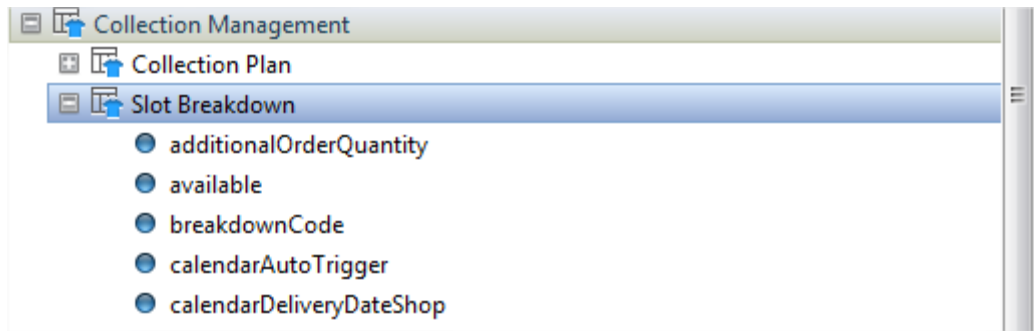 Collection Management
Collection Plan
Slot Breakdown
additionalOrderQuantity
available
breakdownCode
calendarAutoTrigger
calendarDeliveryDateShop